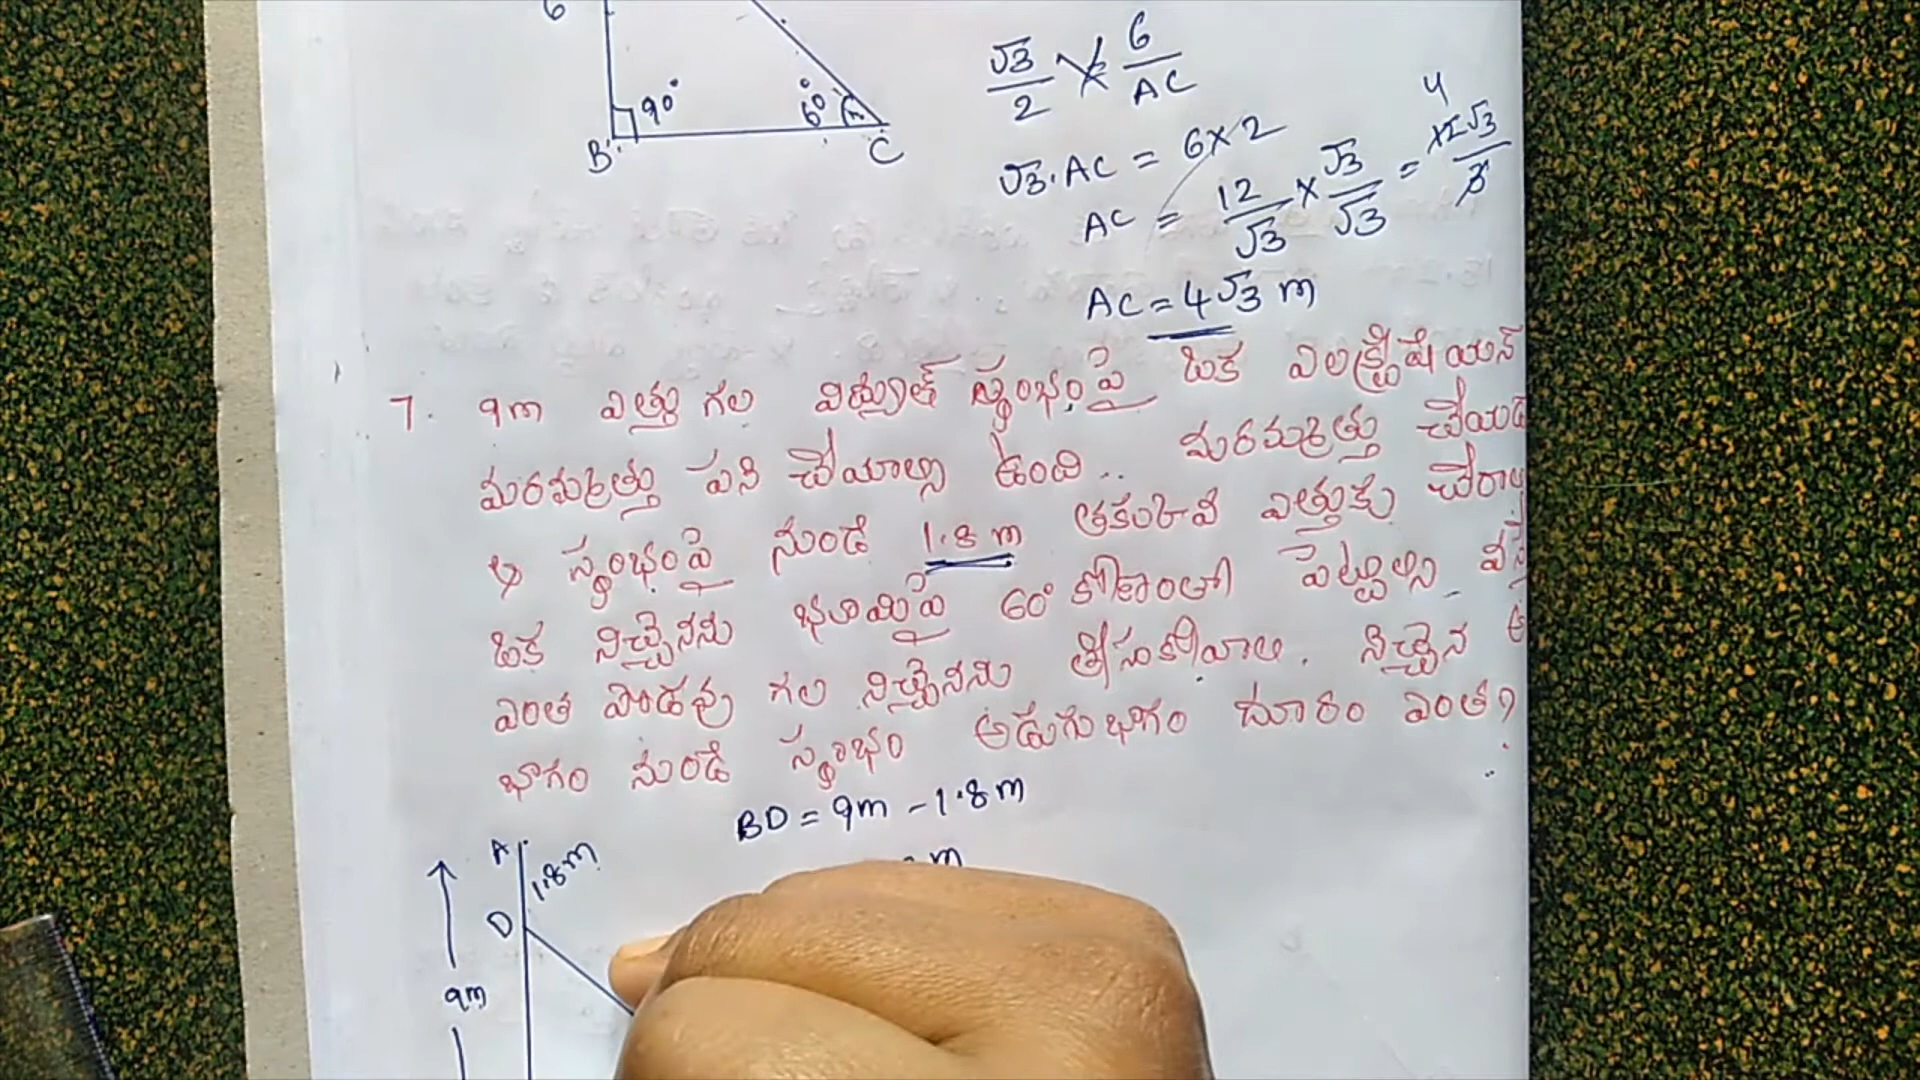 6
90°
60°
B
C
√3/2 = 6/AC
√3·AC = 6×2
AC = 12/√3 × √3/√3 = 12√3/3
4
AC = 4√3 m
7. 9m ఎత్తు గల విద్యుత్ స్థంభంపై ఒక ఎలక్ట్రీషియన్
మరమ్మత్తు పని చేయాల్సి ఉంది.. మరమ్మత్తు చేయుడ
ఆ స్థంభంపై నుండి 1.8 m తక్కువ ఎత్తుకు చేరాల
ఒక నిచ్చెనను భూమిపై 60° కోణంతో పెట్టాల్సి వస్తే
ఎంత పొడవు గల నిచ్చెనను తీసుకోవాలి. నిచ్చెన అ
భాగం నుండి స్థంభం అడుగుభాగం దూరం ఎంత?
BD = 9m - 1.8m
m
A
1.8m
D
9m